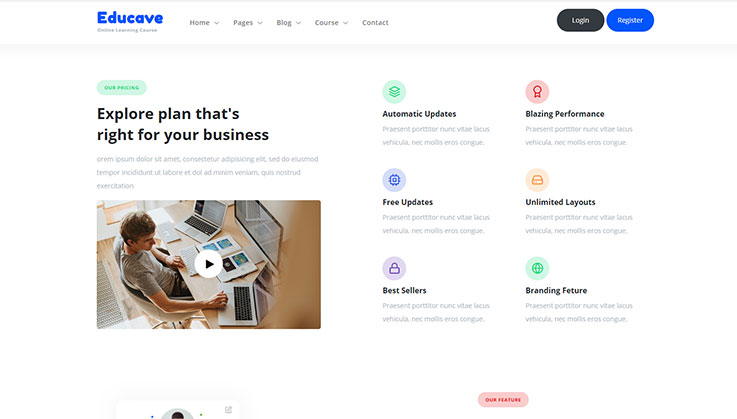 Educave
Online Learning Course
Home
Pages
Blog
Course
Contact
Login
Register
OUR PRICING
Explore plan that's
right for your business
orem ipsum dolor sit amet, consectetur adipisicing elit, sed do eiusmod
tempor incididunt ut labore et dol ad minim veniam, quis nostrud
exercitation
Automatic Updates
Praesent porttitor nunc vitae lacus
vehicula, nec mollis eros congue.
Blazing Performance
Praesent porttitor nunc vitae lacus
vehicula, nec mollis eros congue.
Free Updates
Praesent porttitor nunc vitae lacus
vehicula, nec mollis eros congue.
Unlimited Layouts
Praesent porttitor nunc vitae lacus
vehicula, nec mollis eros congue.
Best Sellers
Praesent porttitor nunc vitae lacus
vehicula, nec mollis eros congue.
Branding Feture
Praesent porttitor nunc vitae lacus
vehicula, nec mollis eros congue.
OUR FEATURE